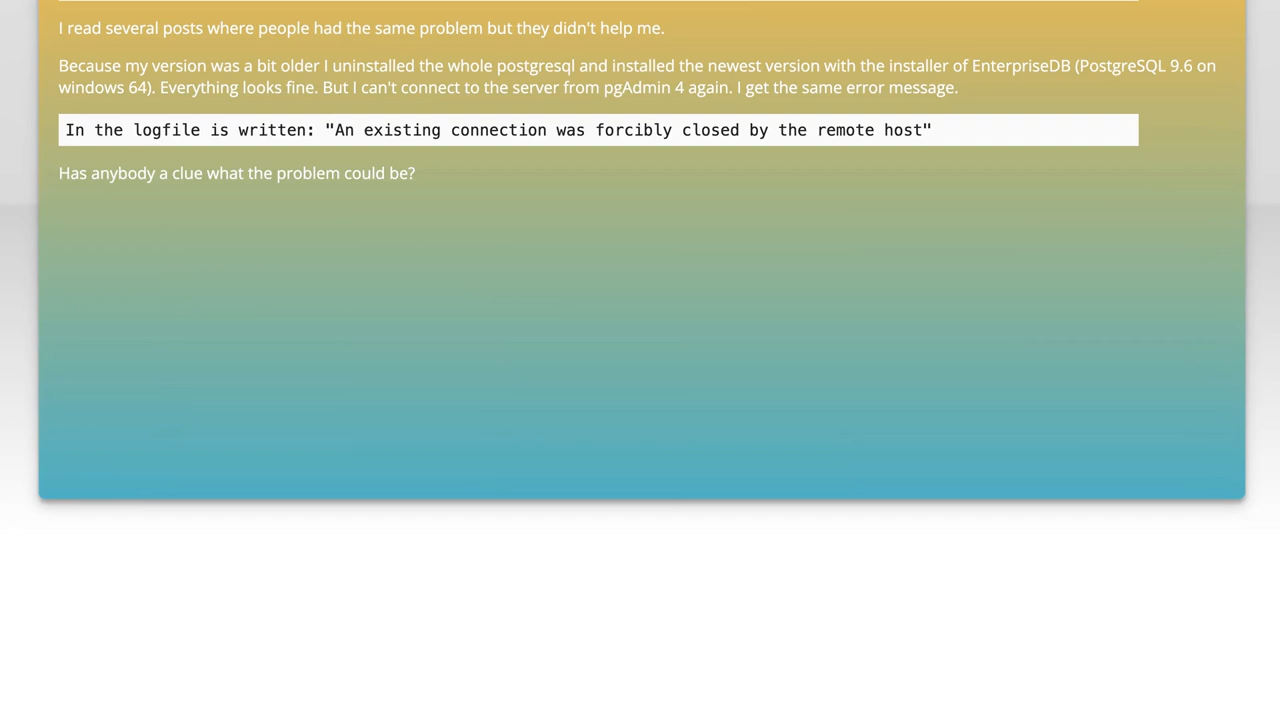 I read several posts where people had the same problem but they didn't help me.
Because my version was a bit older I uninstalled the whole postgresql and installed the newest version with the installer of EnterpriseDB (PostgreSQL 9.6 on
windows 64). Everything looks fine. But I can't connect to the server from pgAdmin 4 again. I get the same error message.
In the logfile is written: "An existing connection was forcibly closed by the remote host"
Has anybody a clue what the problem could be?